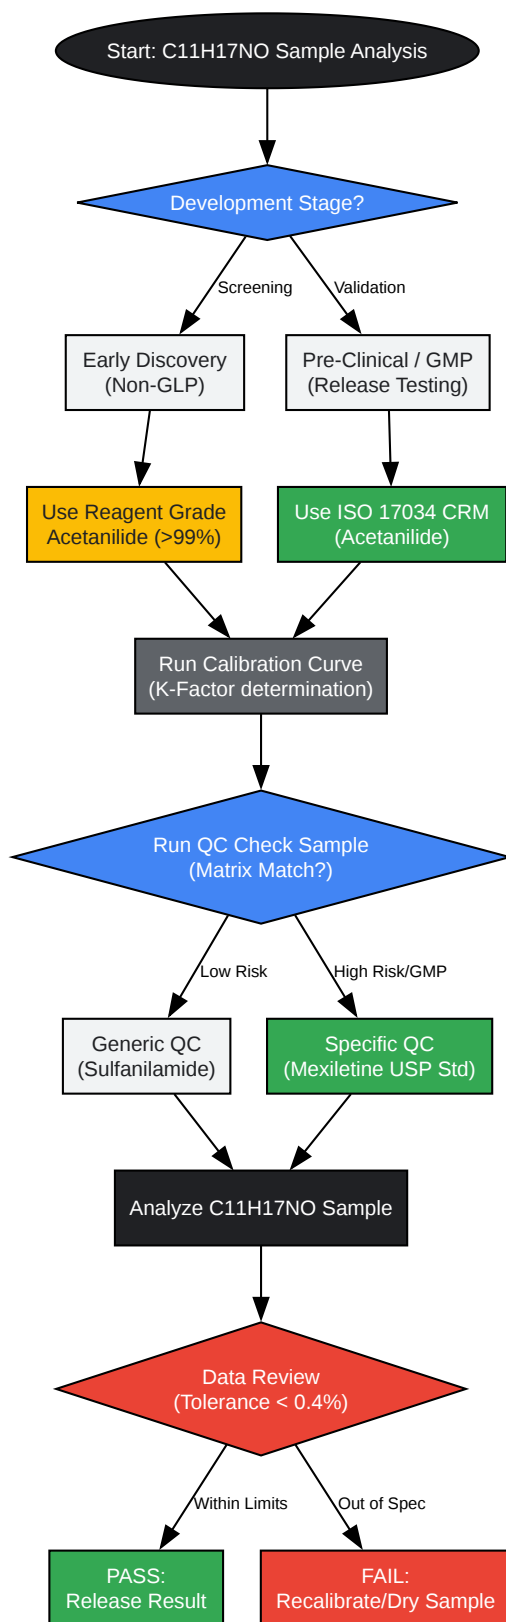 Start: C11H17NO Sample Analysis
Development Stage?
Screening
Validation
Early Discovery
(Non-GLP)
Pre-Clinical / GMP
(Release Testing)
Use Reagent Grade
Acetanilide (>99%)
Use ISO 17034 CRM
(Acetanilide)
Run Calibration Curve
(K-Factor determination)
Run QC Check Sample
(Matrix Match?)
Low Risk
High Risk/GMP
Generic QC
(Sulfanilamide)
Specific QC
(Mexiletine USP Std)
Analyze C11H17NO Sample
Data Review
(Tolerance < 0.4%)
Within Limits
Out of Spec
PASS:
Release Result
FAIL:
Recalibrate/Dry Sample